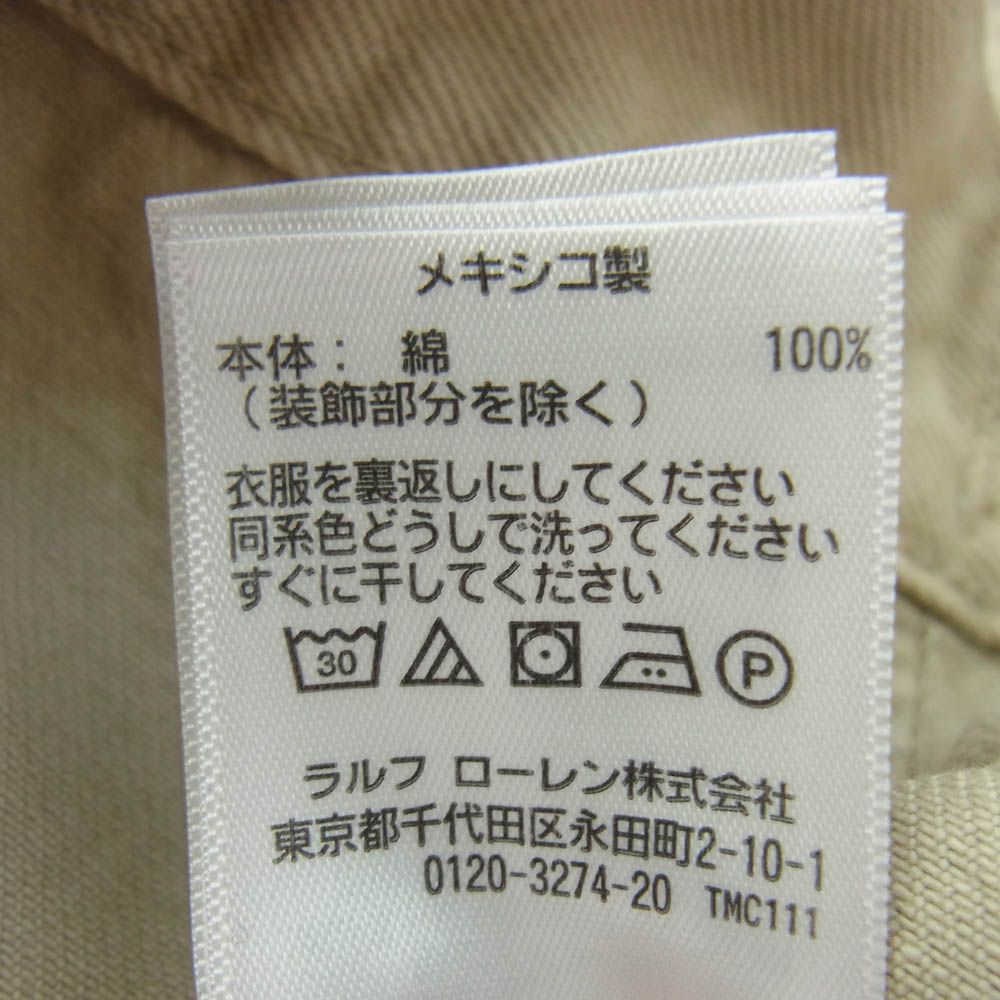 メキシコ製
本体： 綿 100%
（装飾部分を除く）
衣服を裏返しにしてください
同系色どうしで洗ってください
すぐに干してください
30 P
ラルフ ローレン株式会社
東京都千代田区永田町2-10-1
0120-3274-20 TMC111